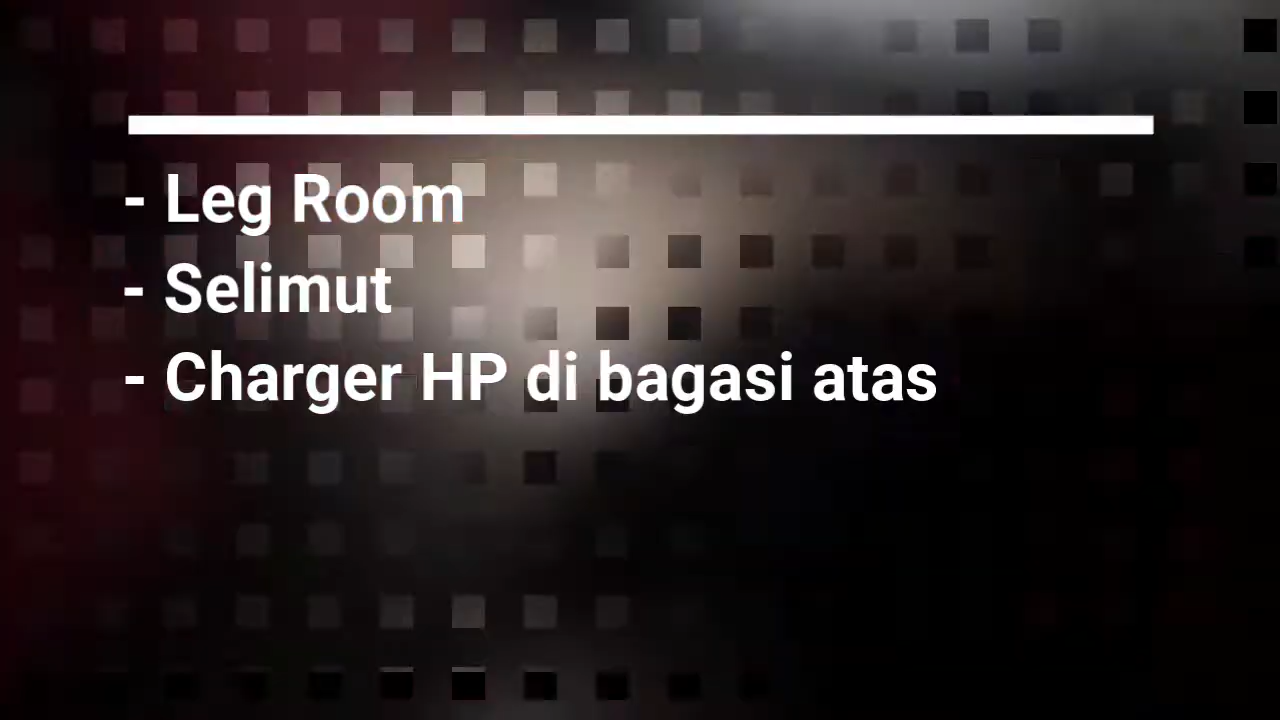 - Leg Room
- Selimut
- Charger HP di bagasi atas